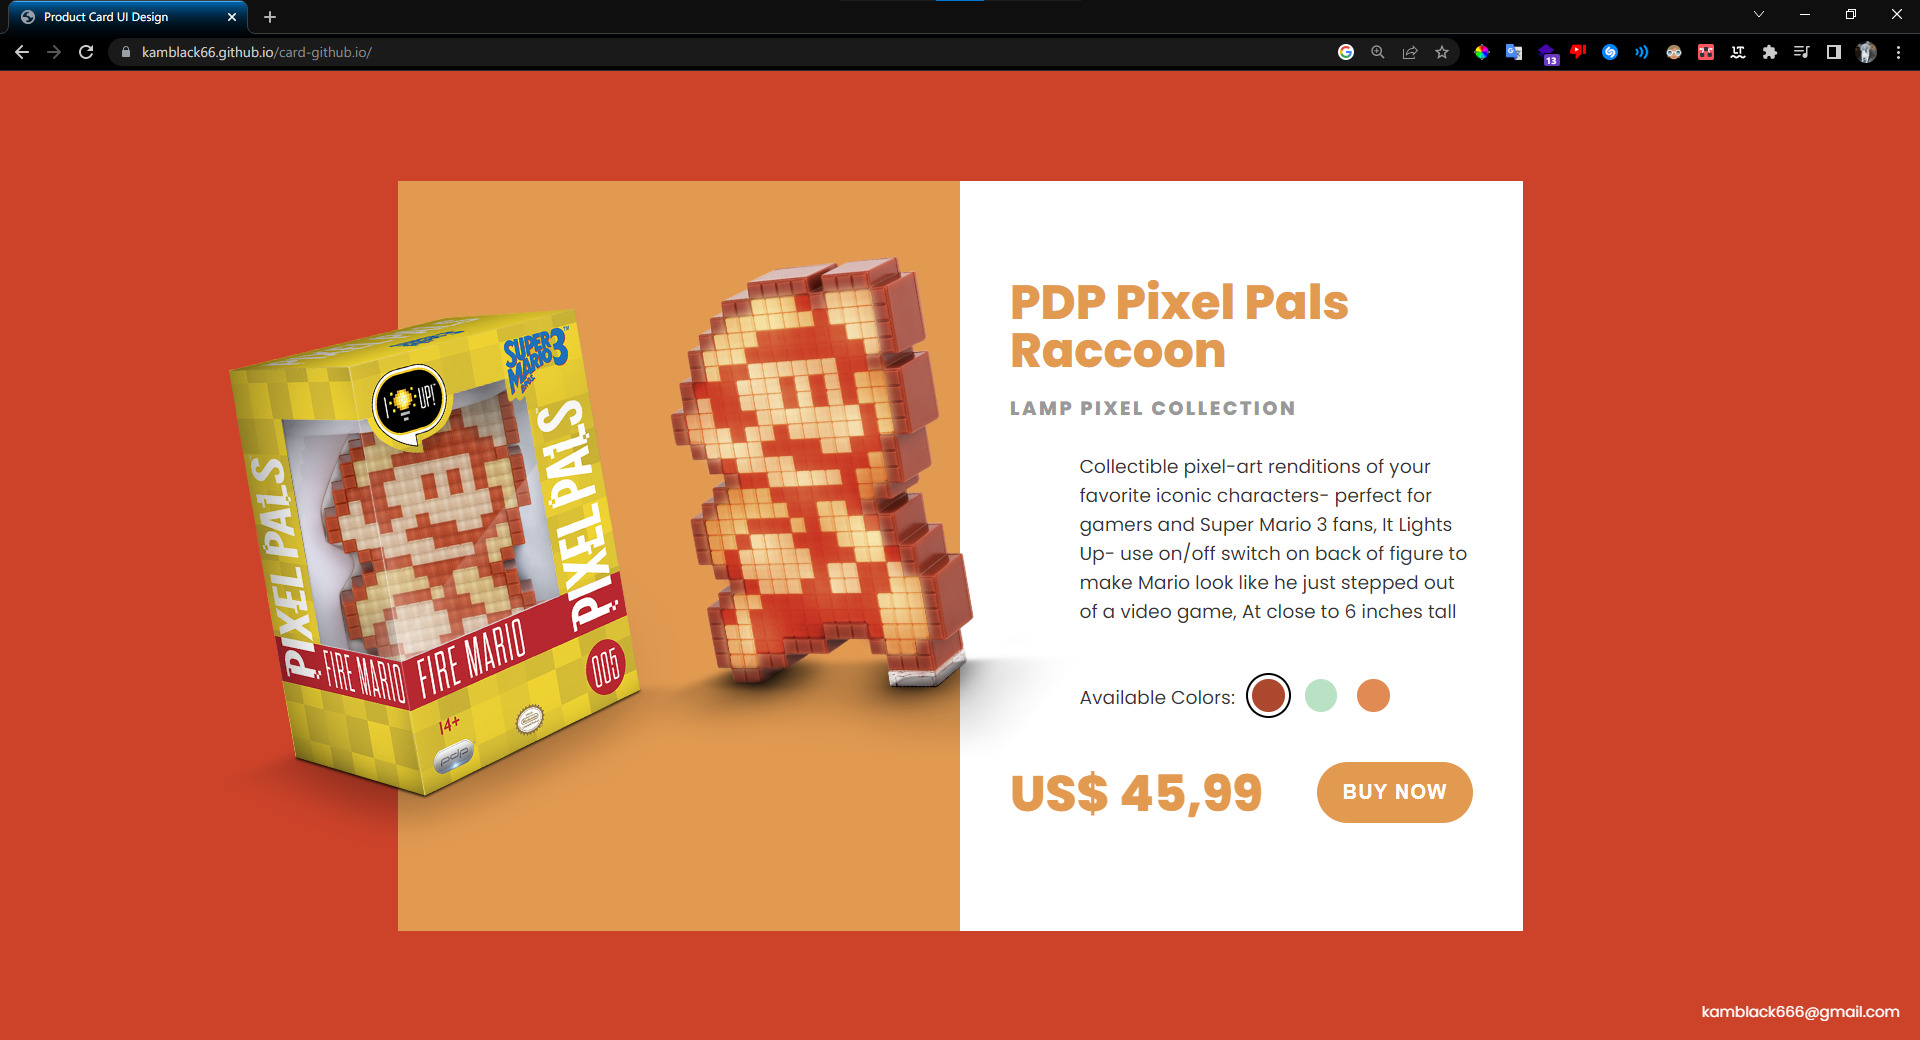 Product Card UI Design
kamblack66.github.io/card-github.io/
13
PDP Pixel Pals
Raccoon
LAMP PIXEL COLLECTION
Collectible pixel-art renditions of your
favorite iconic characters- perfect for
gamers and Super Mario 3 fans, It Lights
Up- use on/off switch on back of figure to
make Mario look like he just stepped out
of a video game, At close to 6 inches tall
Available Colors:
US$ 45,99
BUY NOW
SUPER
MARIO
BROS.
3
TM
UP!
PIXEL PALS
PIXEL PALS
FIRE MARIO
FIRE MARIO
005
14+
pdp
kamblack666@gmail.com